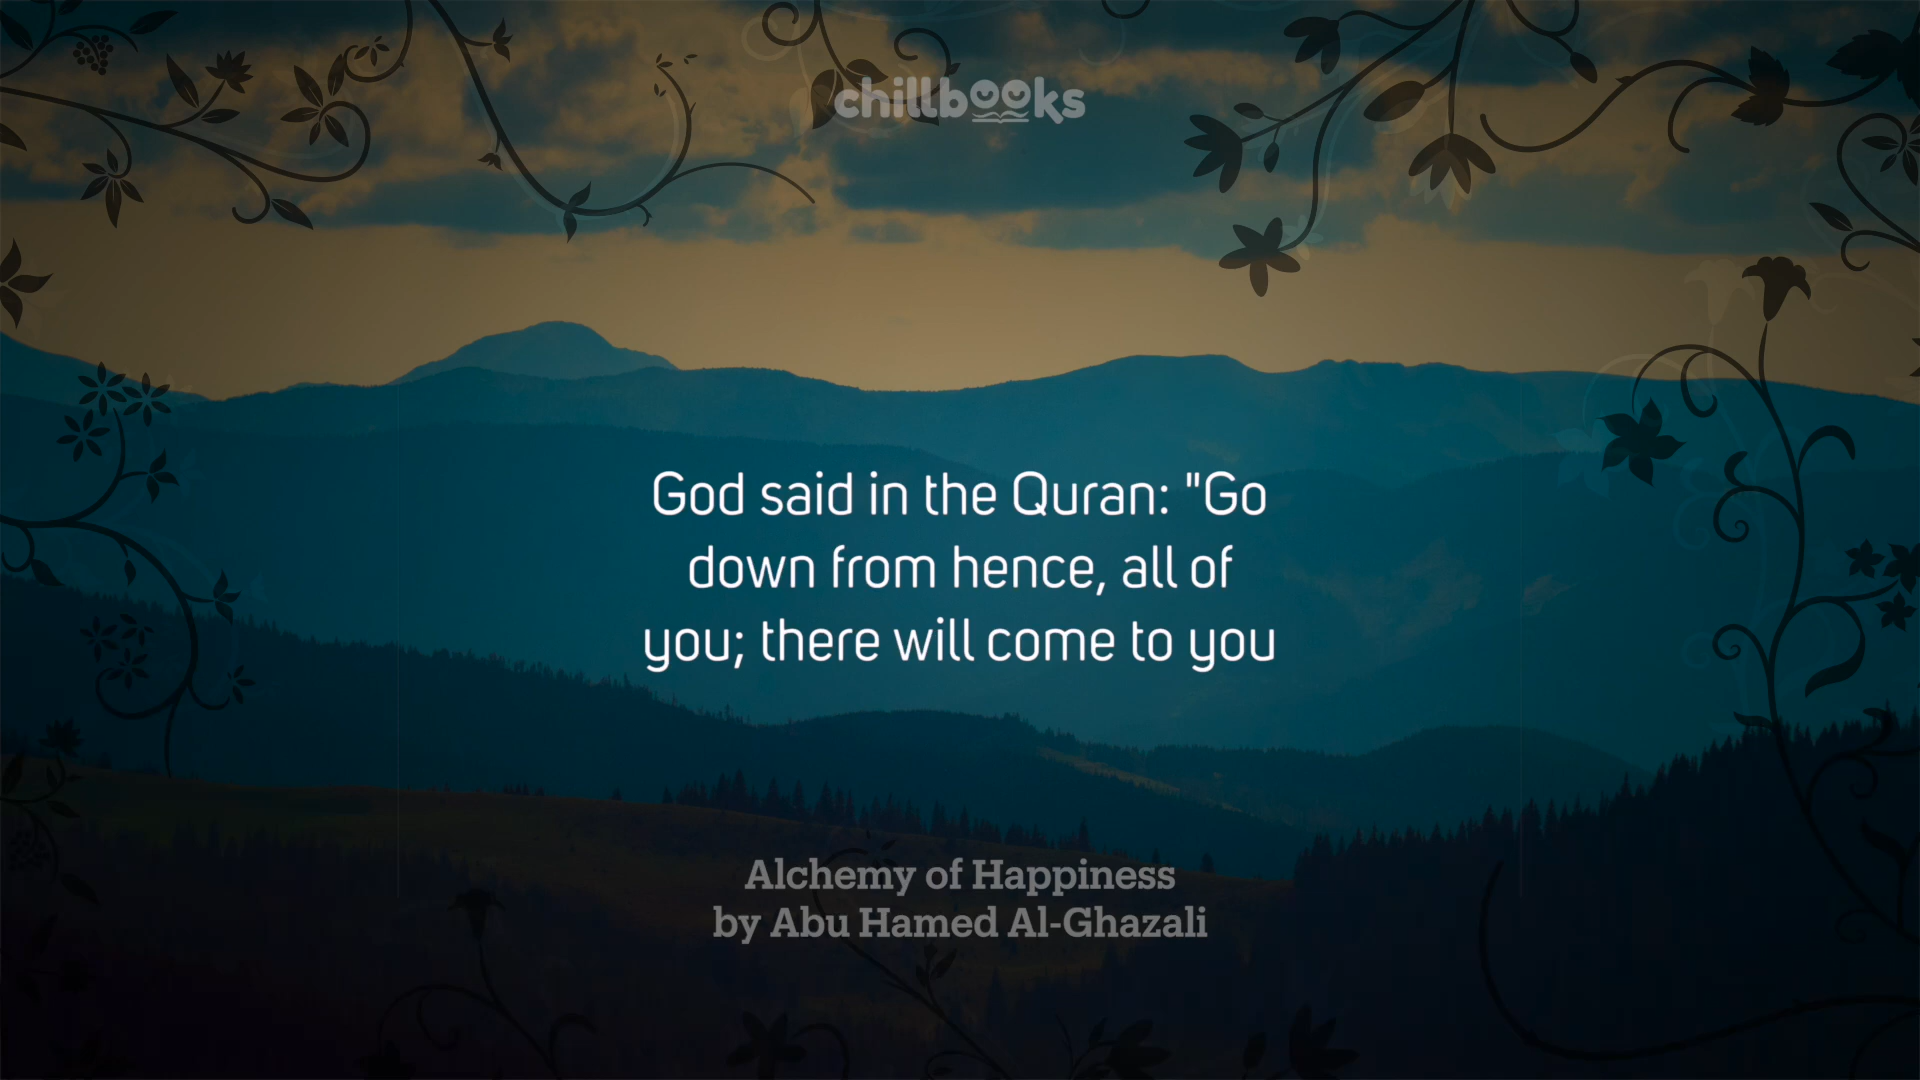 chillbooks
God said in the Quran: "Go
down from hence, all of
you; there will come to you
Alchemy of Happiness
by Abu Hamed Al-Ghazali